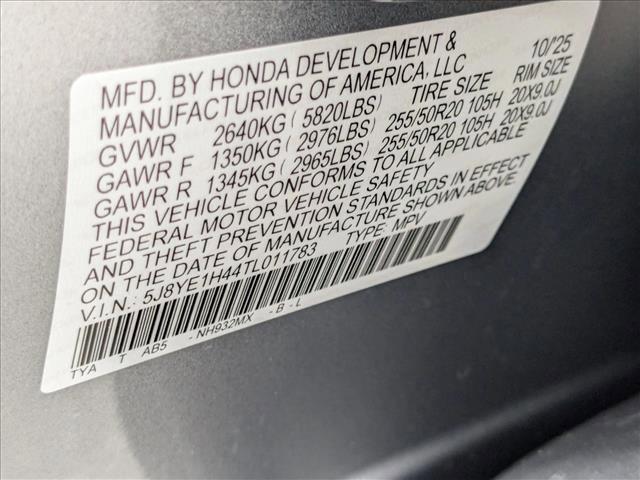 MFD. BY HONDA DEVELOPMENT & 10/'25
MANUFACTURING OF AMERICA, LLC
TIRE SIZE RIM SIZE
GVWR 2640KG ( 5820LBS)
GAWR F 1350KG ( 2976LBS) 255/50R20 105H 20X9.0J
GAWR R 1345KG ( 2965LBS) 255/50R20 105H 20X9.0J
THIS VEHICLE CONFORMS TO ALL APPLICABLE
FEDERAL MOTOR VEHICLE SAFETY
AND THEFT PREVENTION STANDARDS IN EFFECT
ON THE DATE OF MANUFACTURE SHOWN ABOVE.
V.I.N.: 5J8YE1H44TL011783 TYPE: MPV
TYA T AB5 - NH932MX - B - L